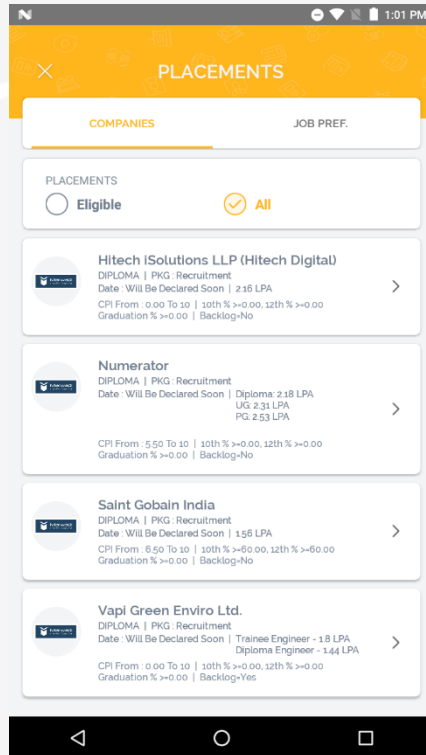 1:01 PM
PLACEMENTS
COMPANIES
JOB PREF.
PLACEMENTS
Eligible
All
Hitech iSolutions LLP (Hitech Digital)
DIPLOMA | PKG : Recruitment
Date : Will Be Declared Soon | 2.16 LPA
CPI From : 0.00 To 10 | 10th % >=0.00, 12th % >=0.00
Graduation % >=0.00 | Backlog=No
Numerator
DIPLOMA | PKG : Recruitment
Date : Will Be Declared Soon | Diploma: 2.18 LPA
UG: 2.31 LPA
PG: 2.53 LPA
CPI From : 5.50 To 10 | 10th % >=0.00, 12th % >=0.00
Graduation % >=0.00 | Backlog=No
Saint Gobain India
DIPLOMA | PKG : Recruitment
Date : Will Be Declared Soon | 1.56 LPA
CPI From : 6.50 To 10 | 10th % >=60.00, 12th % >=60.00
Graduation % >=0.00 | Backlog=No
Vapi Green Enviro Ltd.
DIPLOMA | PKG : Recruitment
Date : Will Be Declared Soon | Trainee Engineer - 1.8 LPA
Diploma Engineer - 1.44 LPA
CPI From : 0.00 To 10 | 10th % >=0.00, 12th % >=0.00
Graduation % >=0.00 | Backlog=Yes